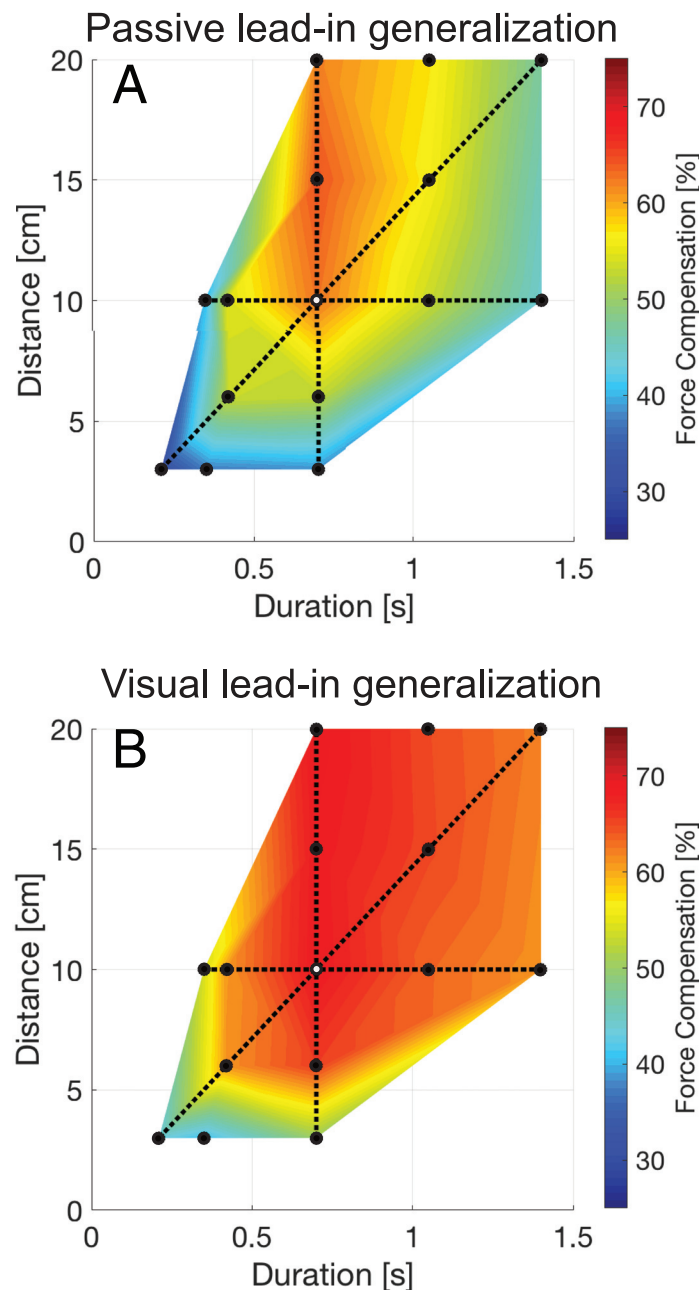 Passive lead-in generalization
A
20
15
10
5
0
Distance [cm]
0 0.5 1 1.5
Duration [s]
70
60
50
40
30
Force Compensation [%]
Visual lead-in generalization
B
20
15
10
5
0
Distance [cm]
0 0.5 1 1.5
Duration [s]
70
60
50
40
30
Force Compensation [%]